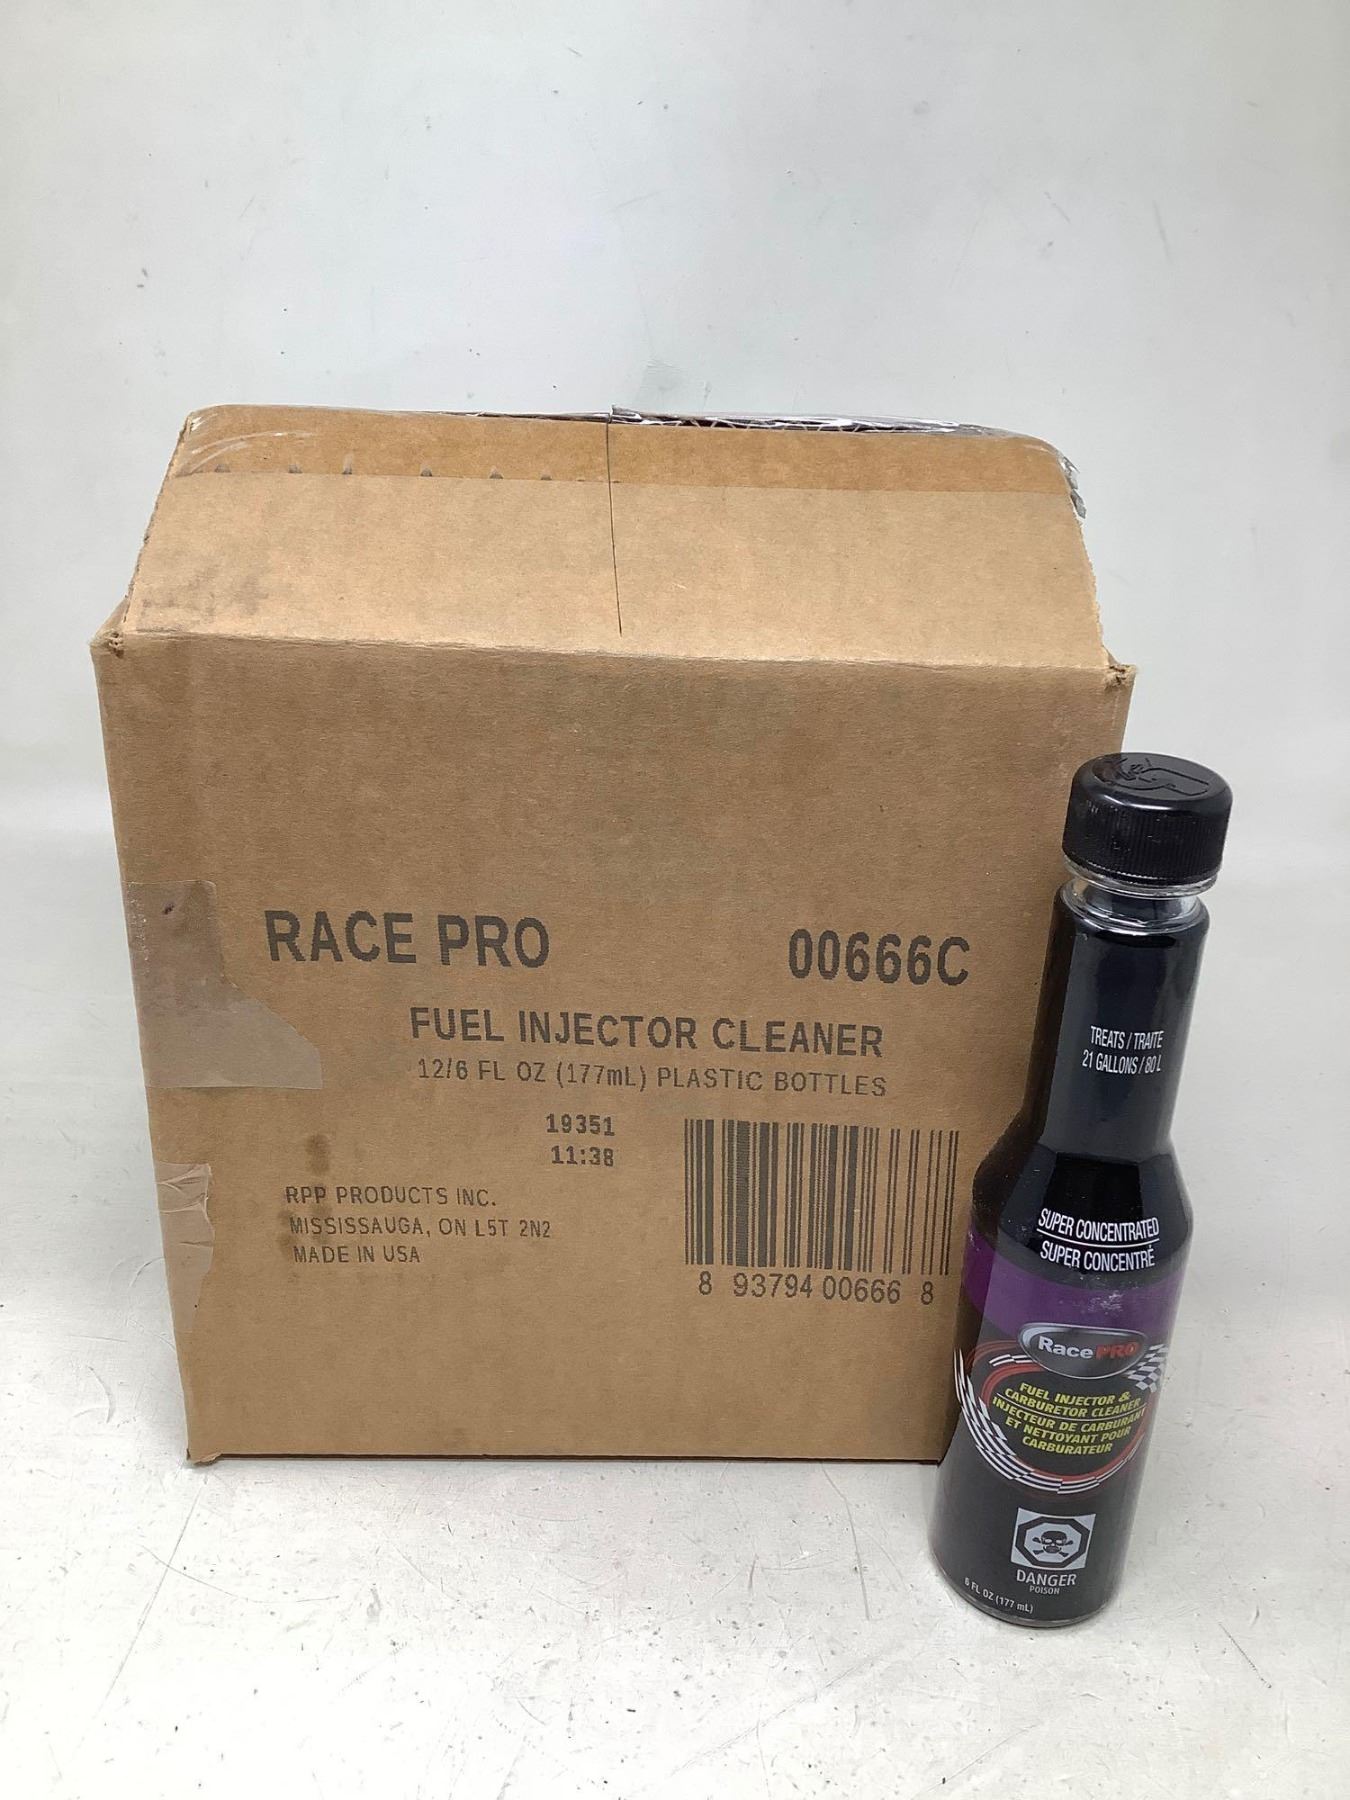 RACE PRO
00666C
FUEL INJECTOR CLEANER
12/6 FL OZ (177mL) PLASTIC BOTTLES
19351
11:38
RPP PRODUCTS INC.
MISSISSAUGA, ON L5T 2N2
MADE IN USA
8 93794 00666 8
TREATS / TRAITE
21 GALLONS / 80 L
SUPER CONCENTRATED
SUPER CONCENTRÉ
Race PRO
FUEL INJECTOR &
CARBURETOR CLEANER
INJECTEUR DE CARBURANT
ET NETTOYANT POUR
CARBURATEUR
DANGER
POISON
6 FL OZ (177 mL)